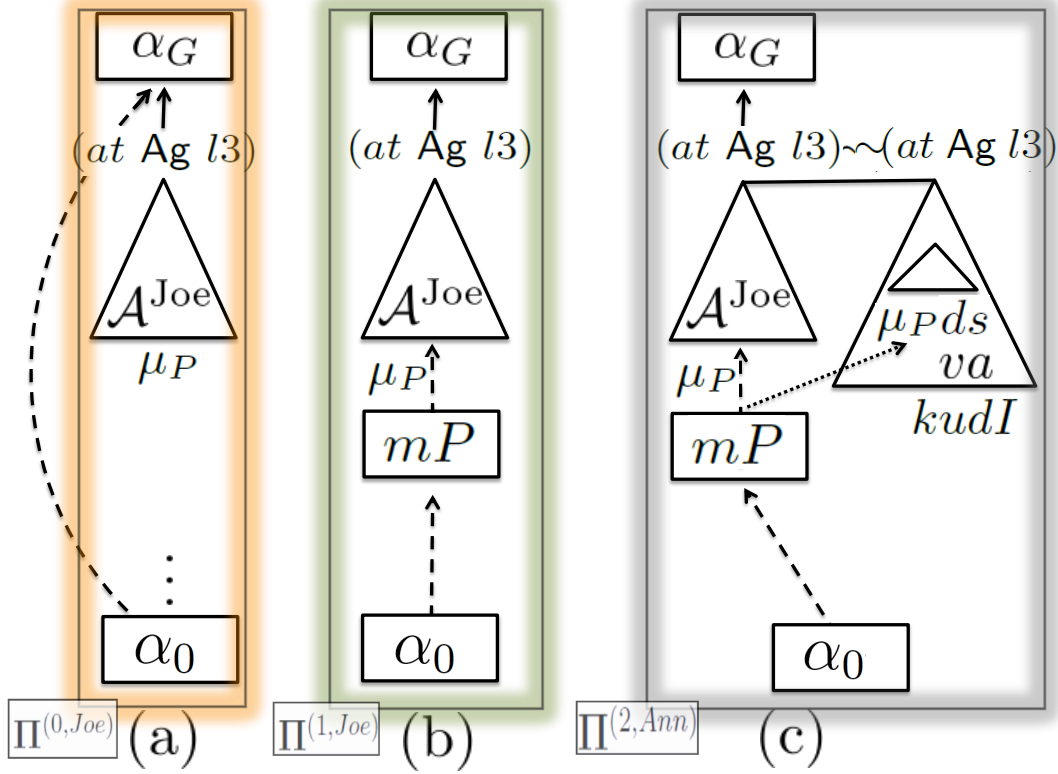 α_G
(at Ag l3)
𝒜^Joe
μ_P
⋮
α_0
Π^(0,Joe)
(a)
α_G
(at Ag l3)
𝒜^Joe
μ_P
mP
α_0
Π^(1,Joe)
(b)
α_G
(at Ag l3)~~(at Ag l3)
𝒜^Joe
μ_P ds
va
kudI
μ_P
mP
α_0
Π^(2,Ann)
(c)